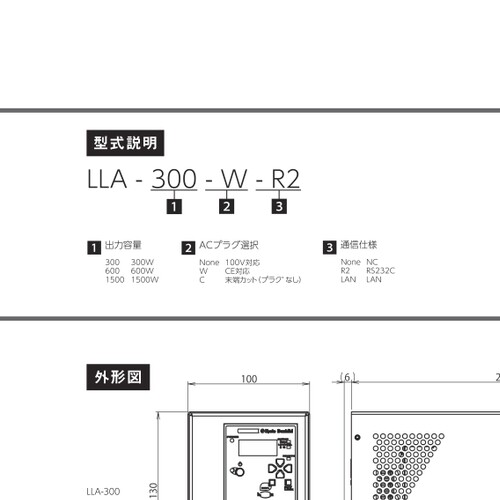 型式説明
LLA - 300 - W - R2
1 2 3
1 出力容量
300 300W
600 600W
1500 1500W
2 ACプラグ選択
None 100V対応
W CE対応
C 末端カット(プラグなし)
3 通信仕様
None NC
R2 RS232C
LAN LAN
外形図
100
(6)
2
130
LLA-300